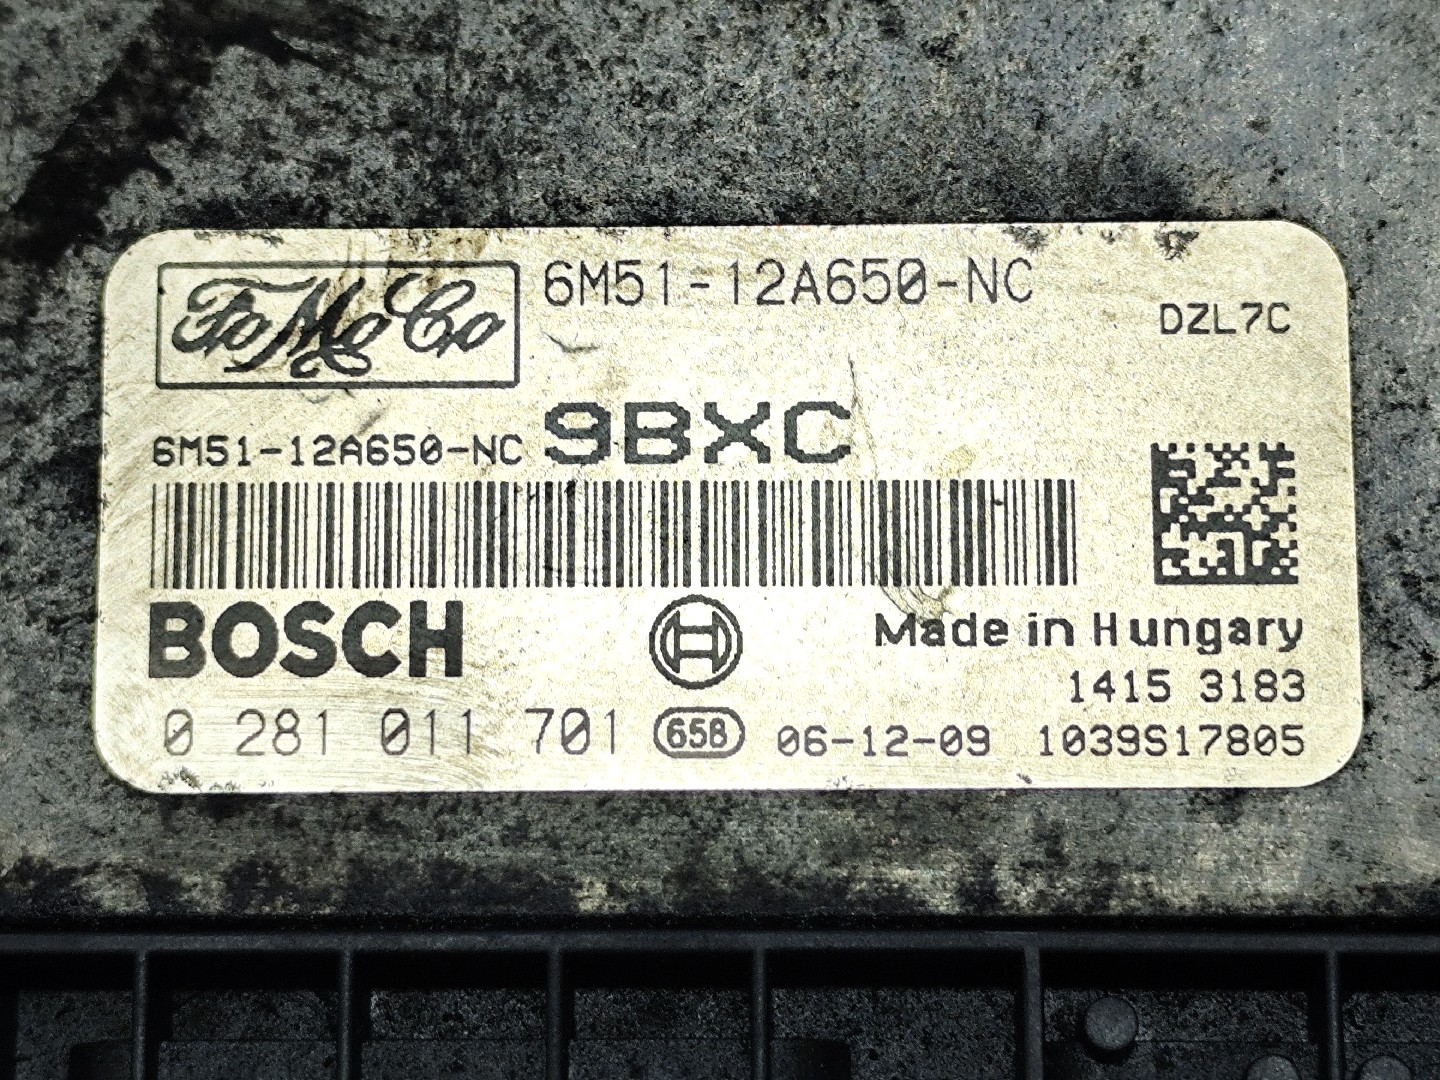 FoMoCo 6M51-12A650-NC
DZL7C
6M51-12A650-NC 9BXC
BOSCH
Made in Hungary
1415 3183
0 281 011 701 658 06-12-09 1039S17805